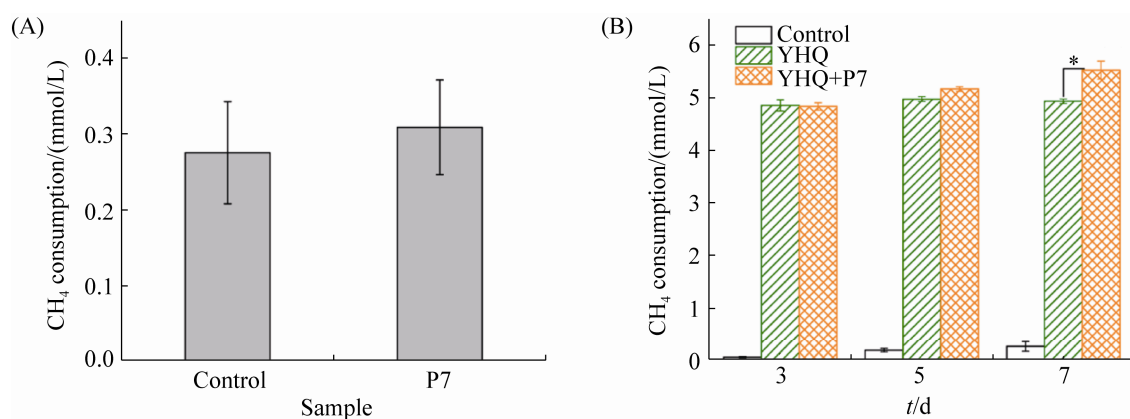 (A)
CH₄ consumption/(mmol/L)
0.4
0.3
0.2
0.1
0.0
Control
P7
Sample
(B)
CH₄ consumption/(mmol/L)
6
5
4
3
2
1
0
Control
YHQ
YHQ+P7
*
3
5
7
t/d